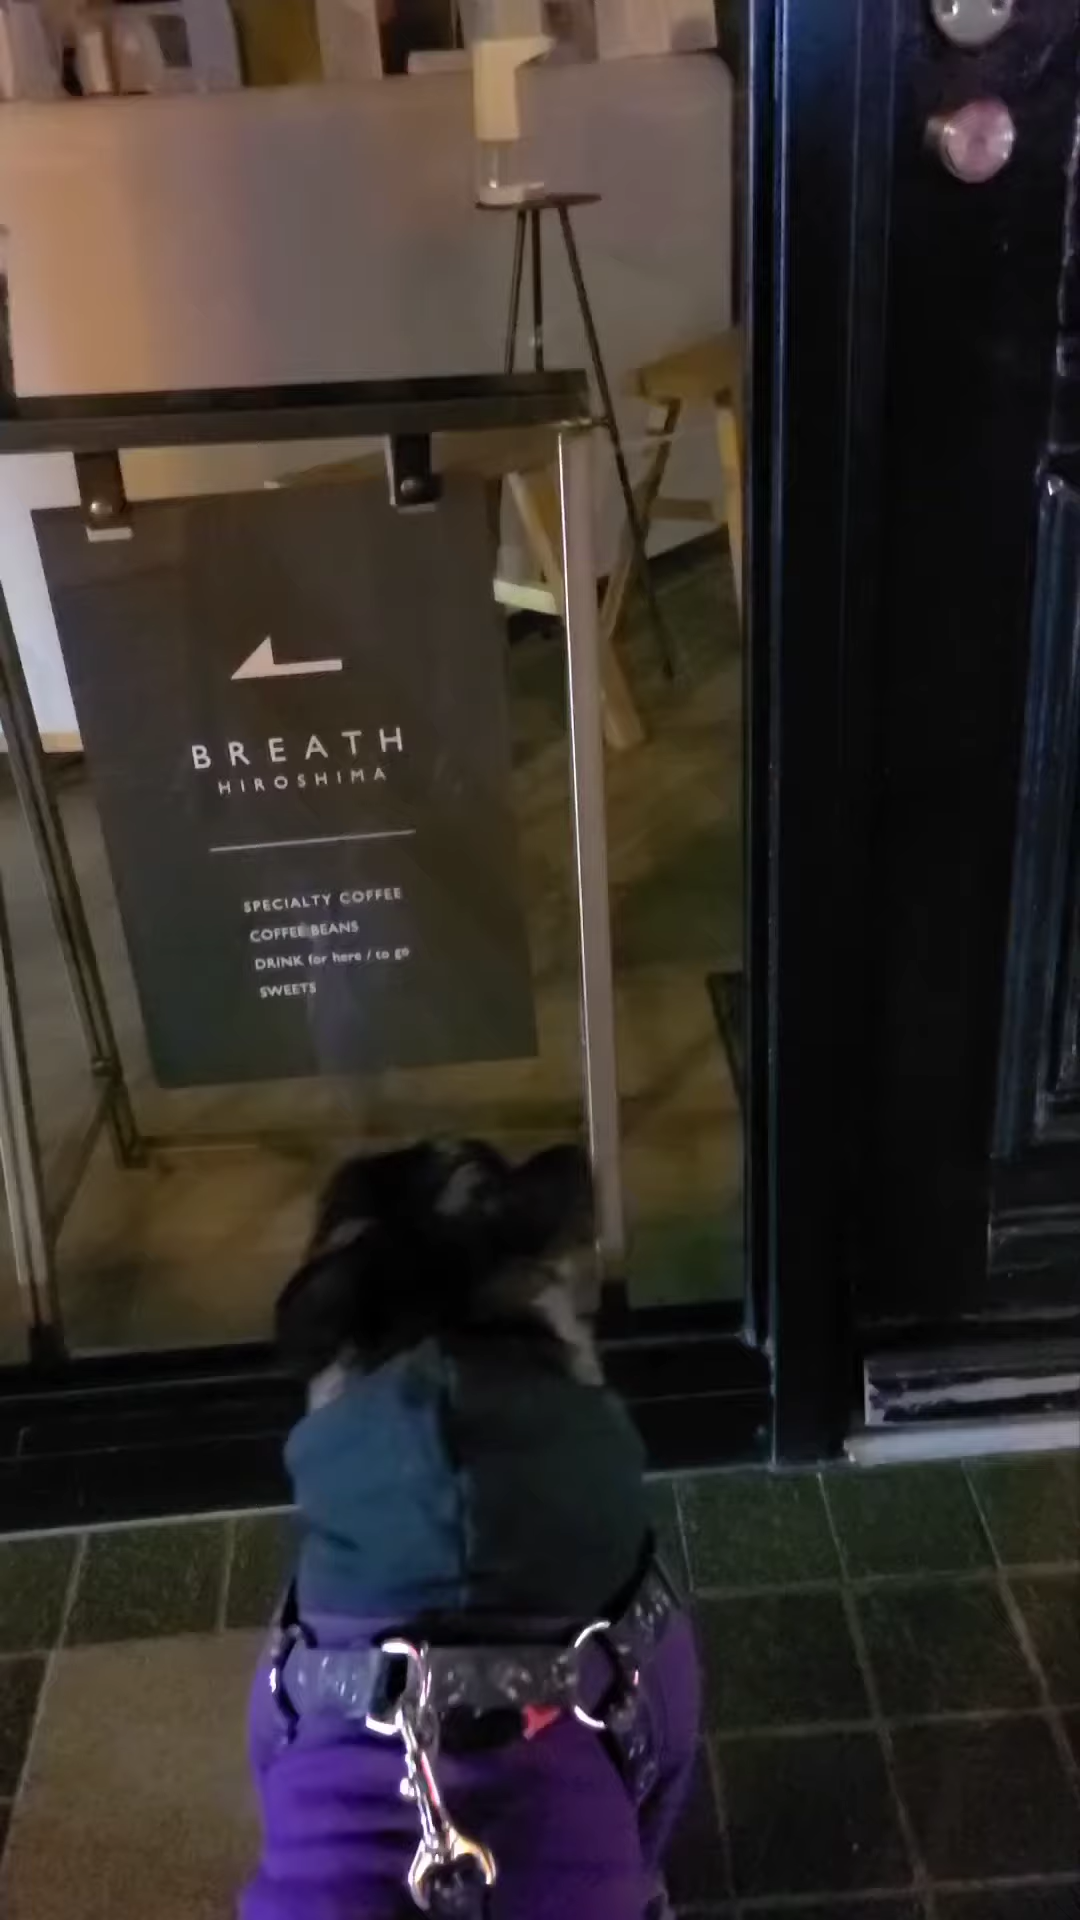 BREATH
HIROSHIMA
SPECIALTY COFFEE
COFFEE BEANS
DRINK for here / to go
SWEETS